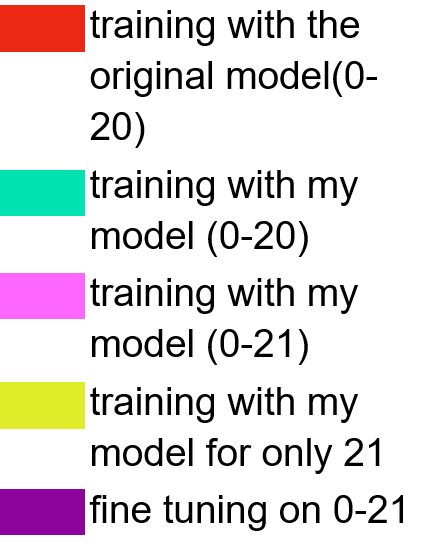 training with the
original model(0-
20)
training with my
model (0-20)
training with my
model (0-21)
training with my
model for only 21
fine tuning on 0-21